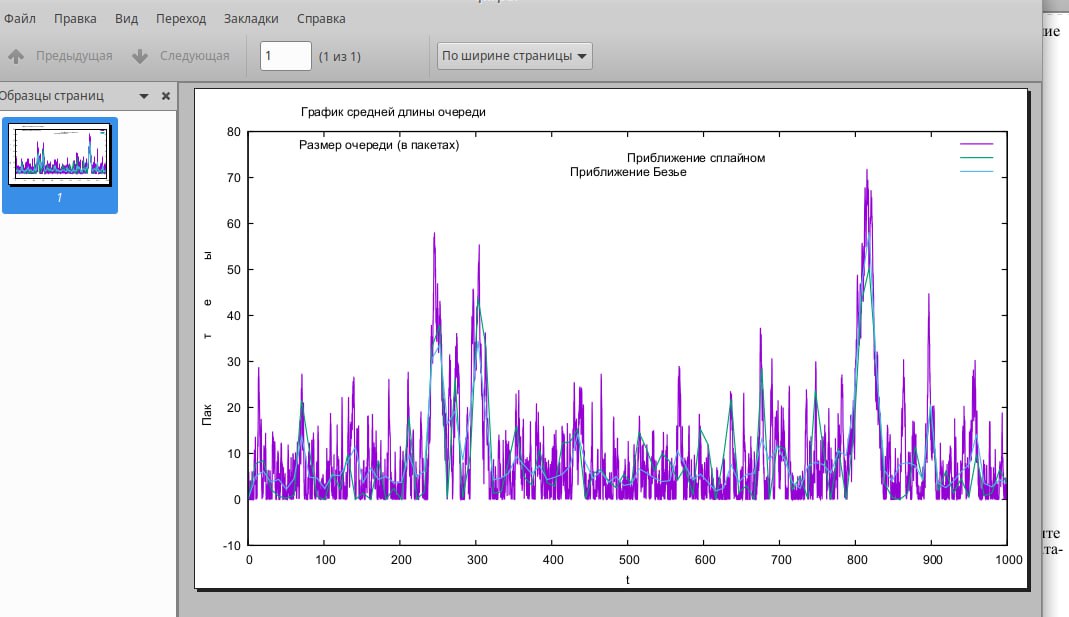 Файл Правка Вид Переход Закладки Справка
Предыдущая Следующая 1 (1 из 1) По ширине страницы
Образцы страниц
1
График средней длины очереди
Размер очереди (в пакетах)
Приближение сплайном
Приближение Безье
80
70
60
50
40
30
20
10
0
-10
Пак т е ы
0 100 200 300 400 500 600 700 800 900 1000
t